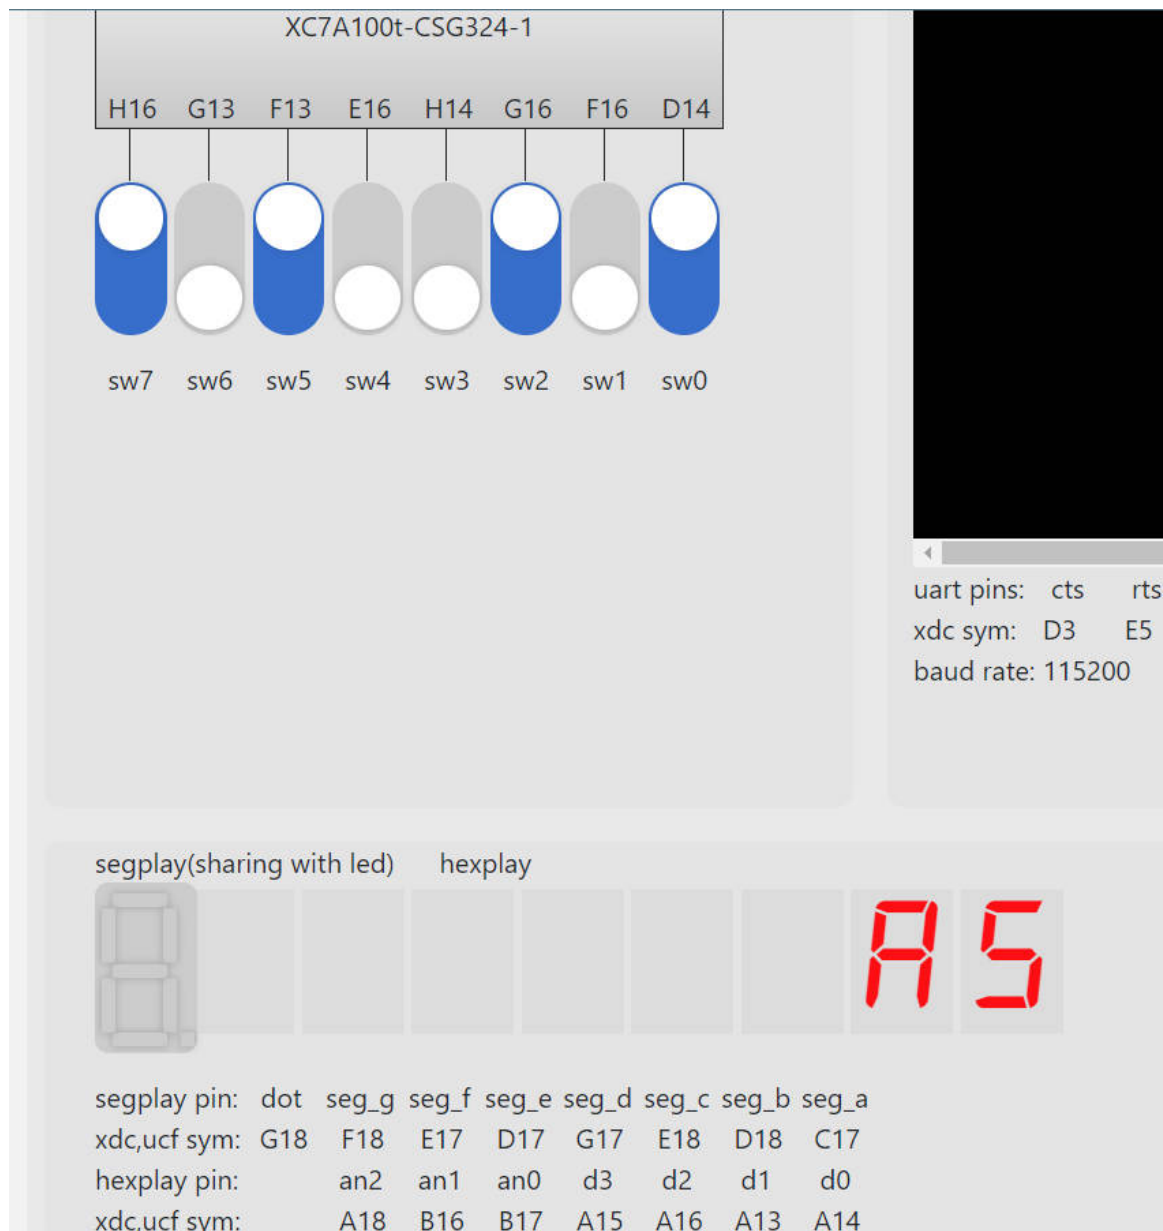 XC7A100t-CSG324-1
H16 G13 F13 E16 H14 G16 F16 D14
sw7 sw6 sw5 sw4 sw3 sw2 sw1 sw0
uart pins: cts rts
xdc sym: D3 E5
baud rate: 115200
segplay(sharing with led) hexplay
A5
segplay pin: dot seg_g seg_f seg_e seg_d seg_c seg_b seg_a
xdc,ucf sym: G18 F18 E17 D17 G17 E18 D18 C17
hexplay pin: an2 an1 an0 d3 d2 d1 d0
xdc,ucf sym: A18 B16 B17 A15 A16 A13 A14